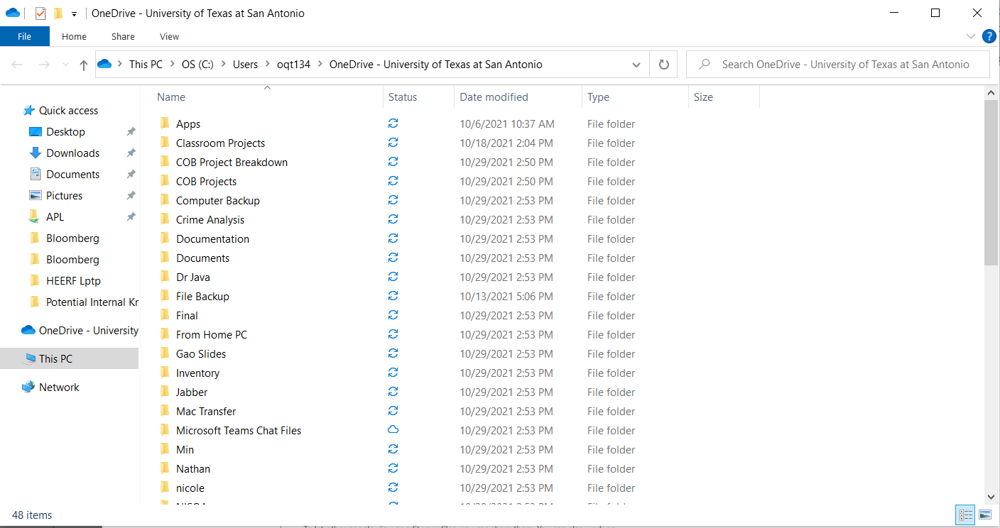 OneDrive - University of Texas at San Antonio
File Home Share View
This PC OS (C:) Users oqt134 OneDrive - University of Texas at San Antonio Search OneDrive - University of Texas at San Antonio
Quick access
Desktop
Downloads
Documents
Pictures
APL
Bloomberg
Bloomberg
HEERF Lptp
Potential Internal Kr
OneDrive - University
This PC
Network
Name Status Date modified Type Size
Apps 10/6/2021 10:37 AM File folder
Classroom Projects 10/18/2021 2:04 PM File folder
COB Project Breakdown 10/29/2021 2:50 PM File folder
COB Projects 10/29/2021 2:50 PM File folder
Computer Backup 10/29/2021 2:53 PM File folder
Crime Analysis 10/29/2021 2:53 PM File folder
Documentation 10/29/2021 2:53 PM File folder
Documents 10/29/2021 2:53 PM File folder
Dr Java 10/29/2021 2:53 PM File folder
File Backup 10/13/2021 5:06 PM File folder
Final 10/29/2021 2:53 PM File folder
From Home PC 10/29/2021 2:53 PM File folder
Gao Slides 10/29/2021 2:53 PM File folder
Inventory 10/29/2021 2:53 PM File folder
Jabber 10/29/2021 2:53 PM File folder
Mac Transfer 10/29/2021 2:53 PM File folder
Microsoft Teams Chat Files 10/29/2021 2:53 PM File folder
Min 10/29/2021 2:53 PM File folder
Nathan 10/29/2021 2:53 PM File folder
nicole 10/29/2021 2:53 PM File folder
48 items